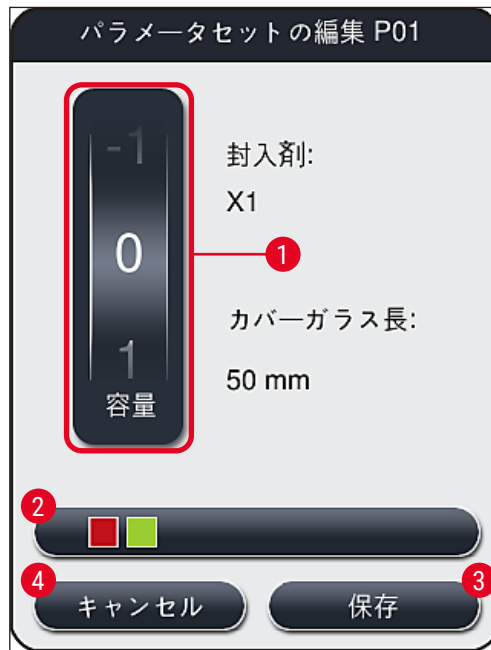 パラメータセットの編集 P01
-1
0
1
容量
封入剤:
X1
カバーガラス長:
50 mm
1
2
4
キャンセル
保存
3